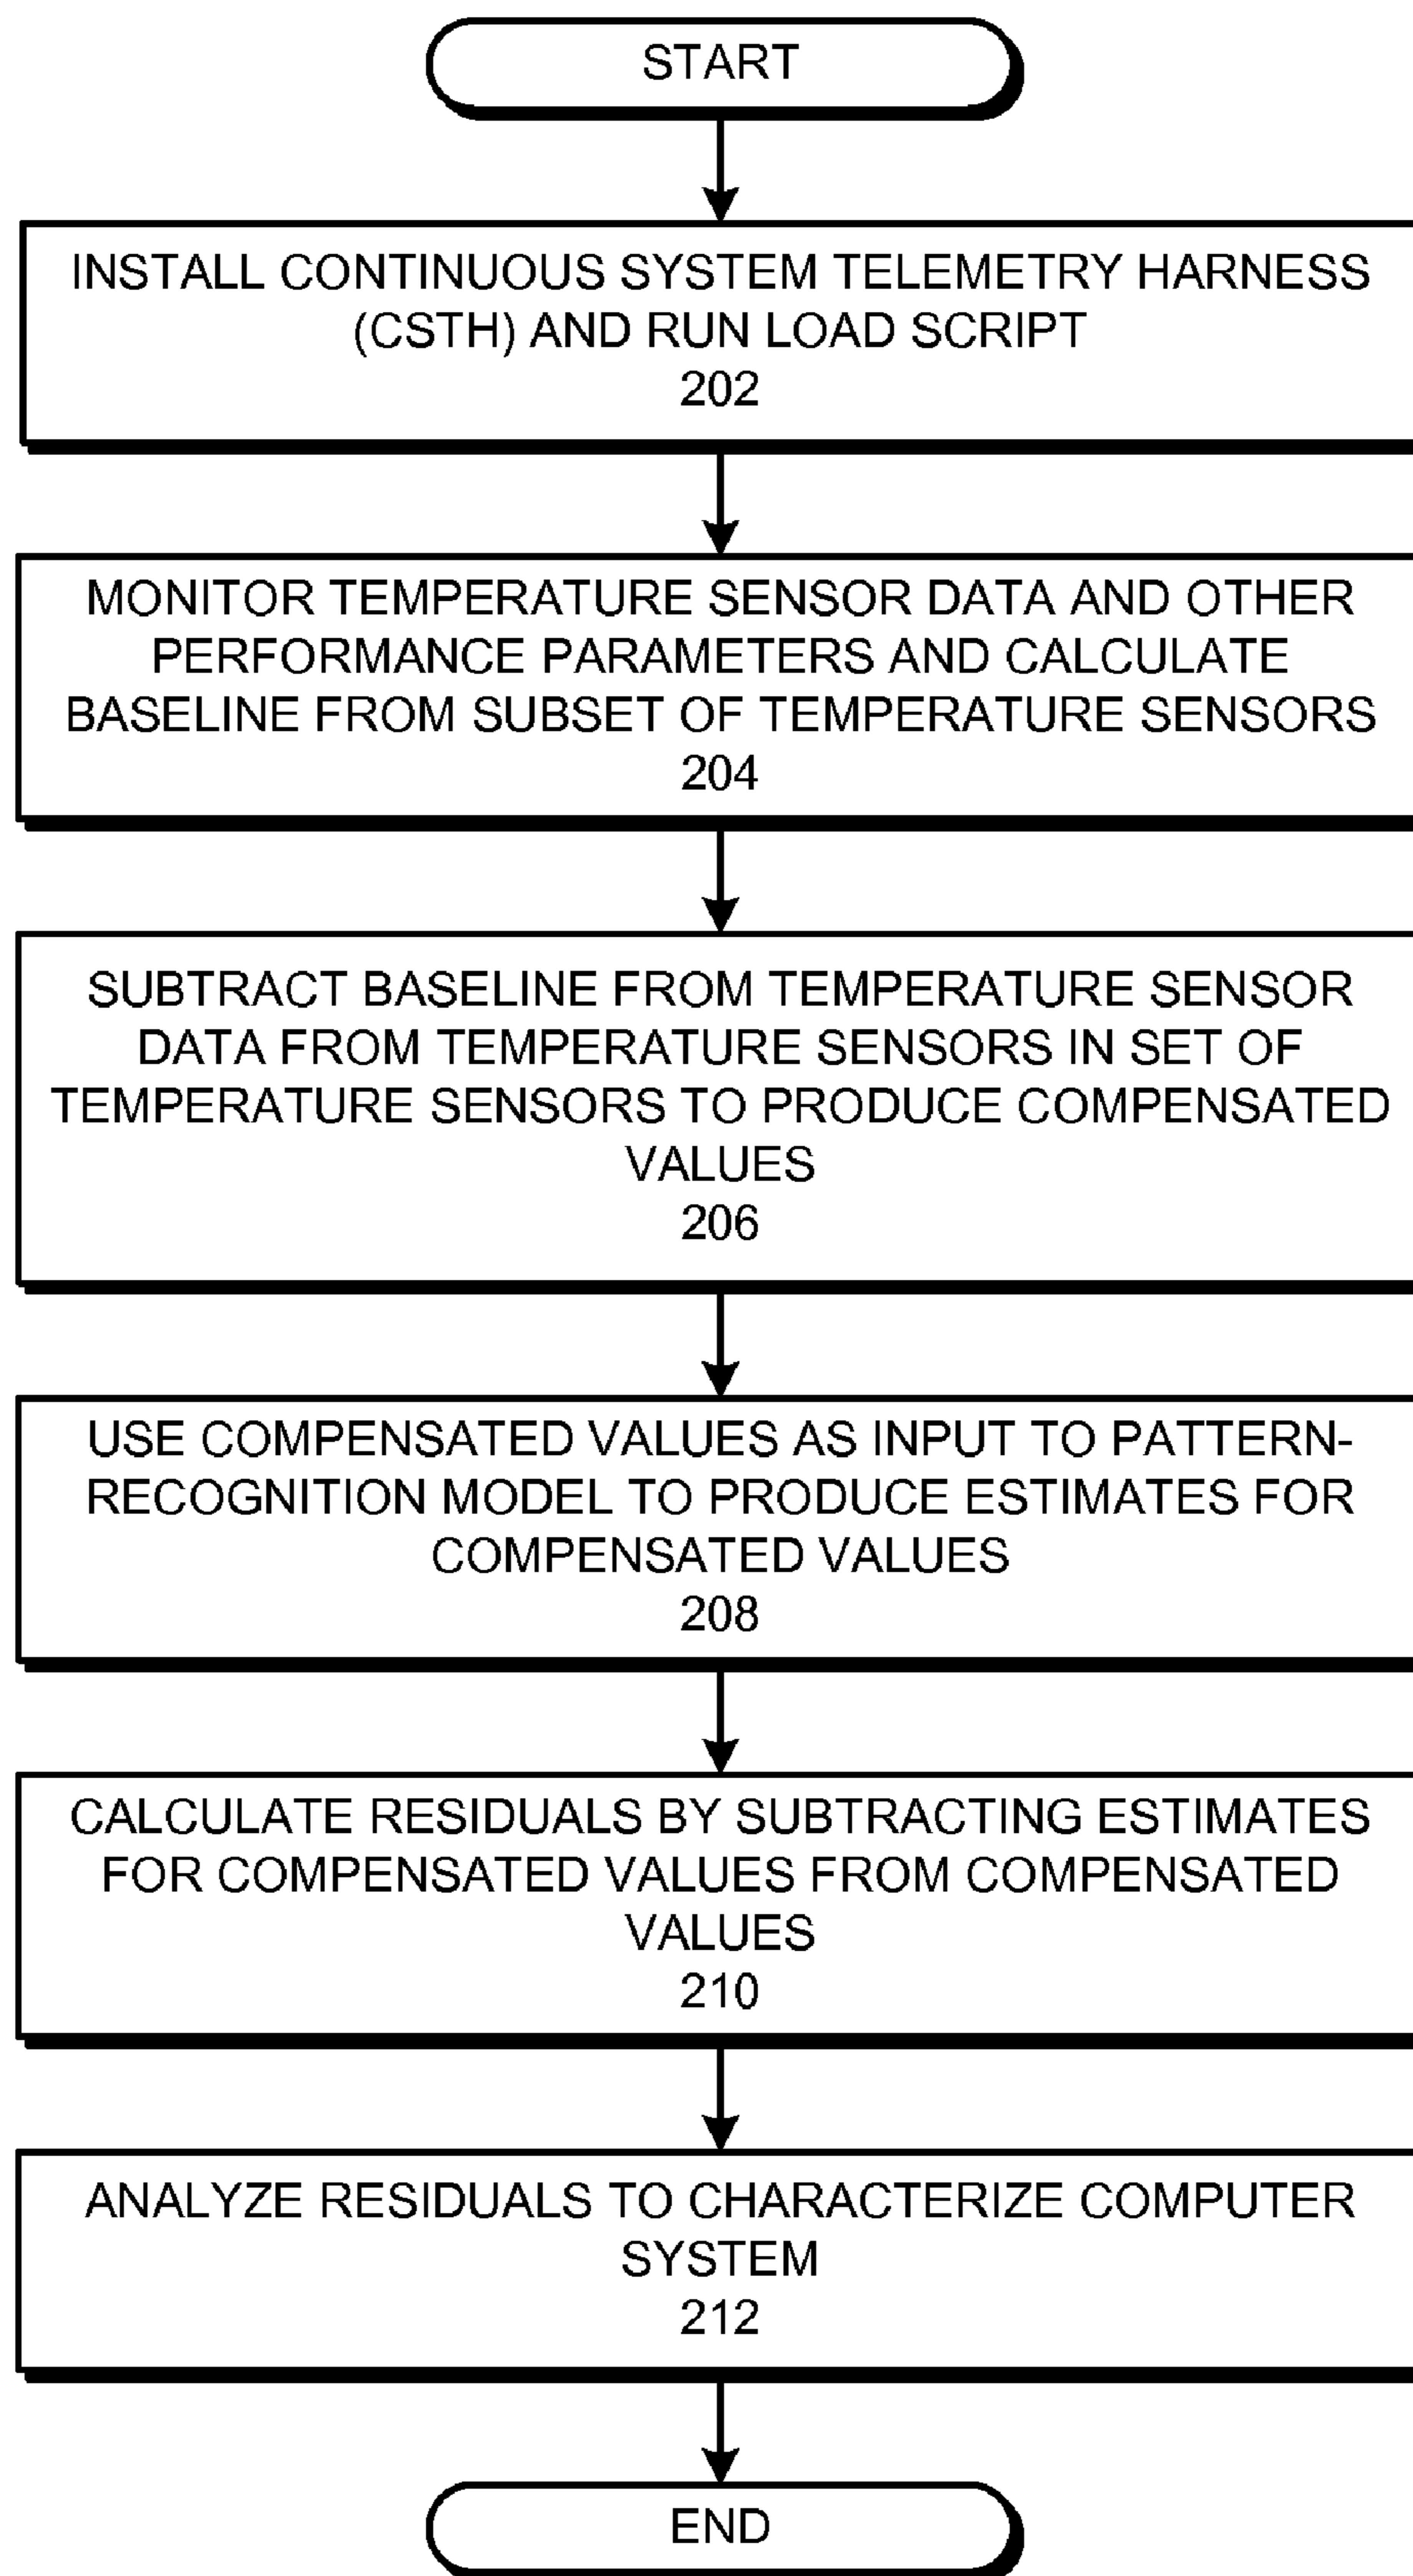 START
INSTALL CONTINUOUS SYSTEM TELEMETRY HARNESS
(CSTH) AND RUN LOAD SCRIPT
202
MONITOR TEMPERATURE SENSOR DATA AND OTHER
PERFORMANCE PARAMETERS AND CALCULATE
BASELINE FROM SUBSET OF TEMPERATURE SENSORS
204
SUBTRACT BASELINE FROM TEMPERATURE SENSOR
DATA FROM TEMPERATURE SENSORS IN SET OF
TEMPERATURE SENSORS TO PRODUCE COMPENSATED
VALUES
206
USE COMPENSATED VALUES AS INPUT TO PATTERN-
RECOGNITION MODEL TO PRODUCE ESTIMATES FOR
COMPENSATED VALUES
208
CALCULATE RESIDUALS BY SUBTRACTING ESTIMATES
FOR COMPENSATED VALUES FROM COMPENSATED
VALUES
210
ANALYZE RESIDUALS TO CHARACTERIZE COMPUTER
SYSTEM
212
END